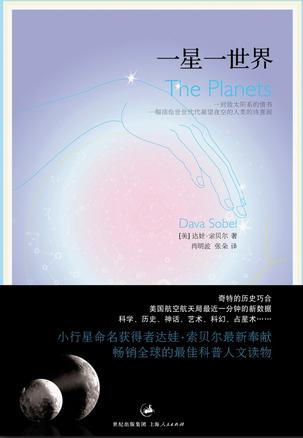 一星一世界
The Planets
一封致太阳系的情书
一幅描绘世世代代凝望夜空的人类的诗意画
Dava Sobel
[美] 达娃·索贝尔 著
肖明波 张朵 译
奇特的历史巧合
美国航空航天局最近一分钟的新数据
科学、历史、神话、艺术、科幻、占星术……
小行星命名获得者达娃·索贝尔最新奉献
畅销全球的最佳科普人文读物
世纪出版集团 上海人民出版社